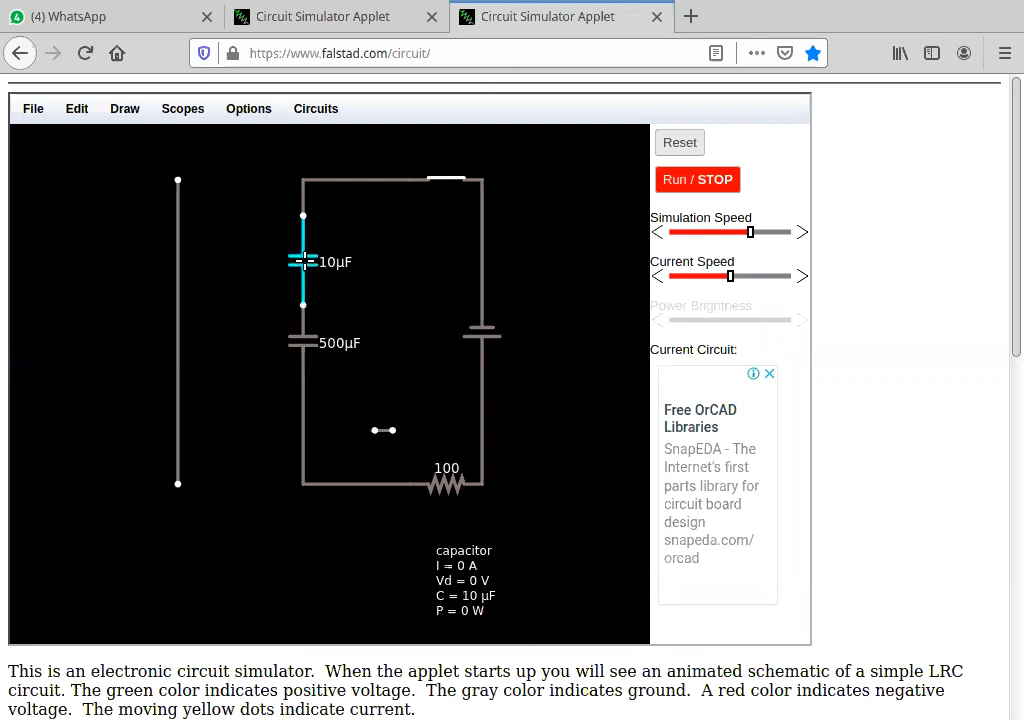 (4) WhatsApp
Circuit Simulator Applet
Circuit Simulator Applet
https://www.falstad.com/circuit/
File Edit Draw Scopes Options Circuits
Reset
Run / STOP
Simulation Speed
Current Speed
Power Brightness
Current Circuit:
10µF
500µF
100
capacitor
I = 0 A
Vd = 0 V
C = 10 µF
P = 0 W
Free OrCAD
Libraries
SnapEDA - The
Internet's first
parts library for
circuit board
design
snapeda.com/
orcad
This is an electronic circuit simulator. When the applet starts up you will see an animated schematic of a simple LRC
circuit. The green color indicates positive voltage. The gray color indicates ground. A red color indicates negative
voltage. The moving yellow dots indicate current.